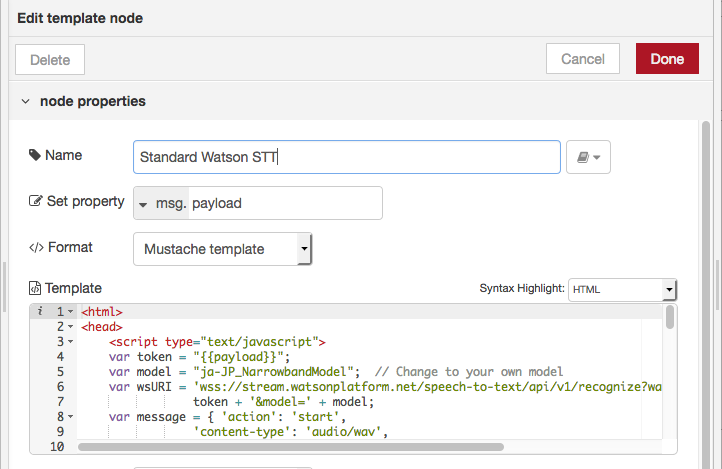 Edit template node
Delete Cancel Done
node properties
Name Standard Watson STT
Set property msg. payload
</> Format Mustache template
Template Syntax Highlight: HTML
i 1 <html>
2 <head>
3 <script type="text/javascript">
4 var token = "{{payload}}";
5 var model = "ja-JP_NarrowbandModel"; // Change to your own model
6 var wsURI = 'wss://stream.watsonplatform.net/speech-to-text/api/v1/recognize?wa
7 token + '&model=' + model;
8 var message = { 'action': 'start',
9 'content-type': 'audio/wav',
10